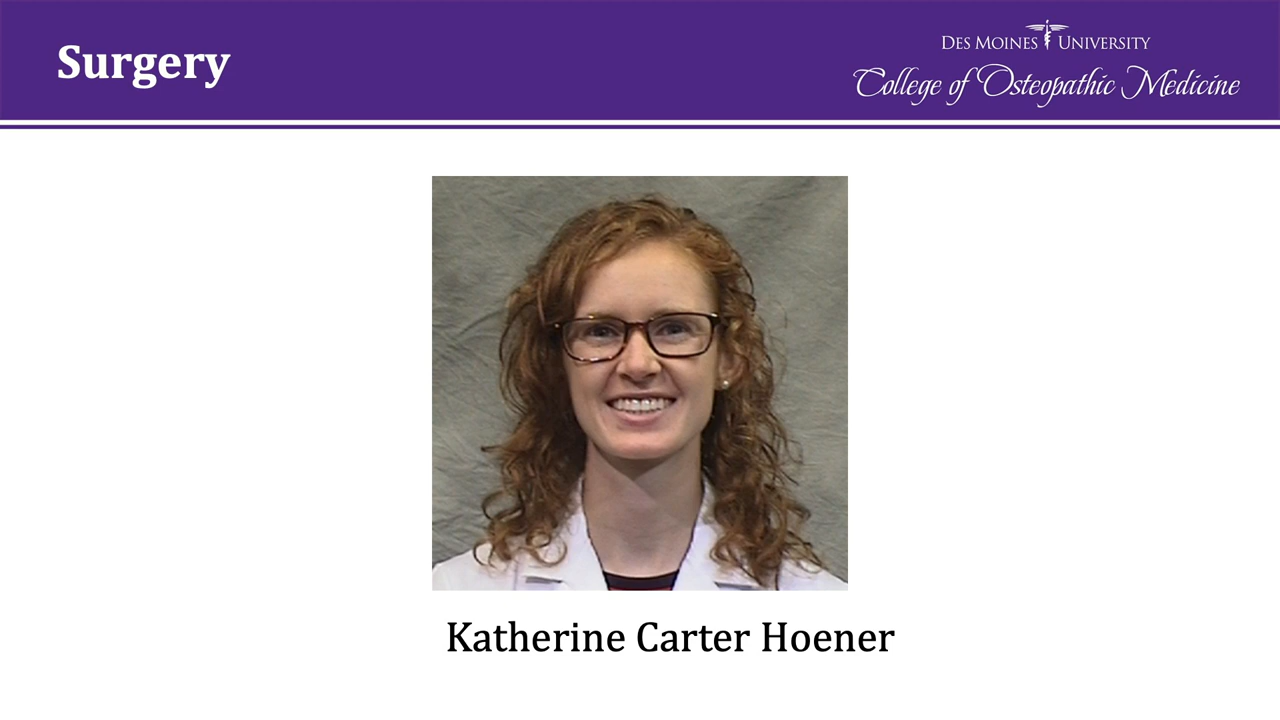 Surgery
DES MOINES UNIVERSITY
College of Osteopathic Medicine
Katherine Carter Hoener